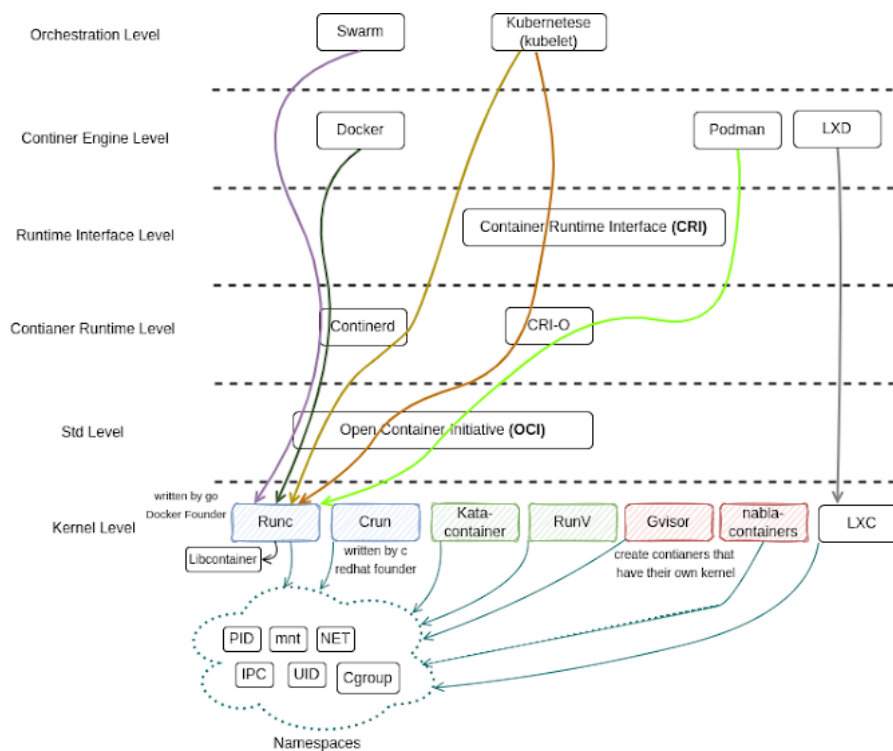 Orchestration Level
Swarm
Kubernetese
(kubelet)
Continer Engine Level
Docker
Podman
LXD
Runtime Interface Level
Container Runtime Interface (CRI)
Contianer Runtime Level
Continerd
CRI-O
Std Level
Open Container Initiative (OCI)
written by go
Docker Founder
Kernel Level
Runc
Crun
Kata-
container
RunV
Gvisor
nabla-
containers
LXC
Libcontainer
written by c
redhat founder
create contianers that
have their own kernel
PID
mnt
NET
IPC
UID
Cgroup
Namespaces